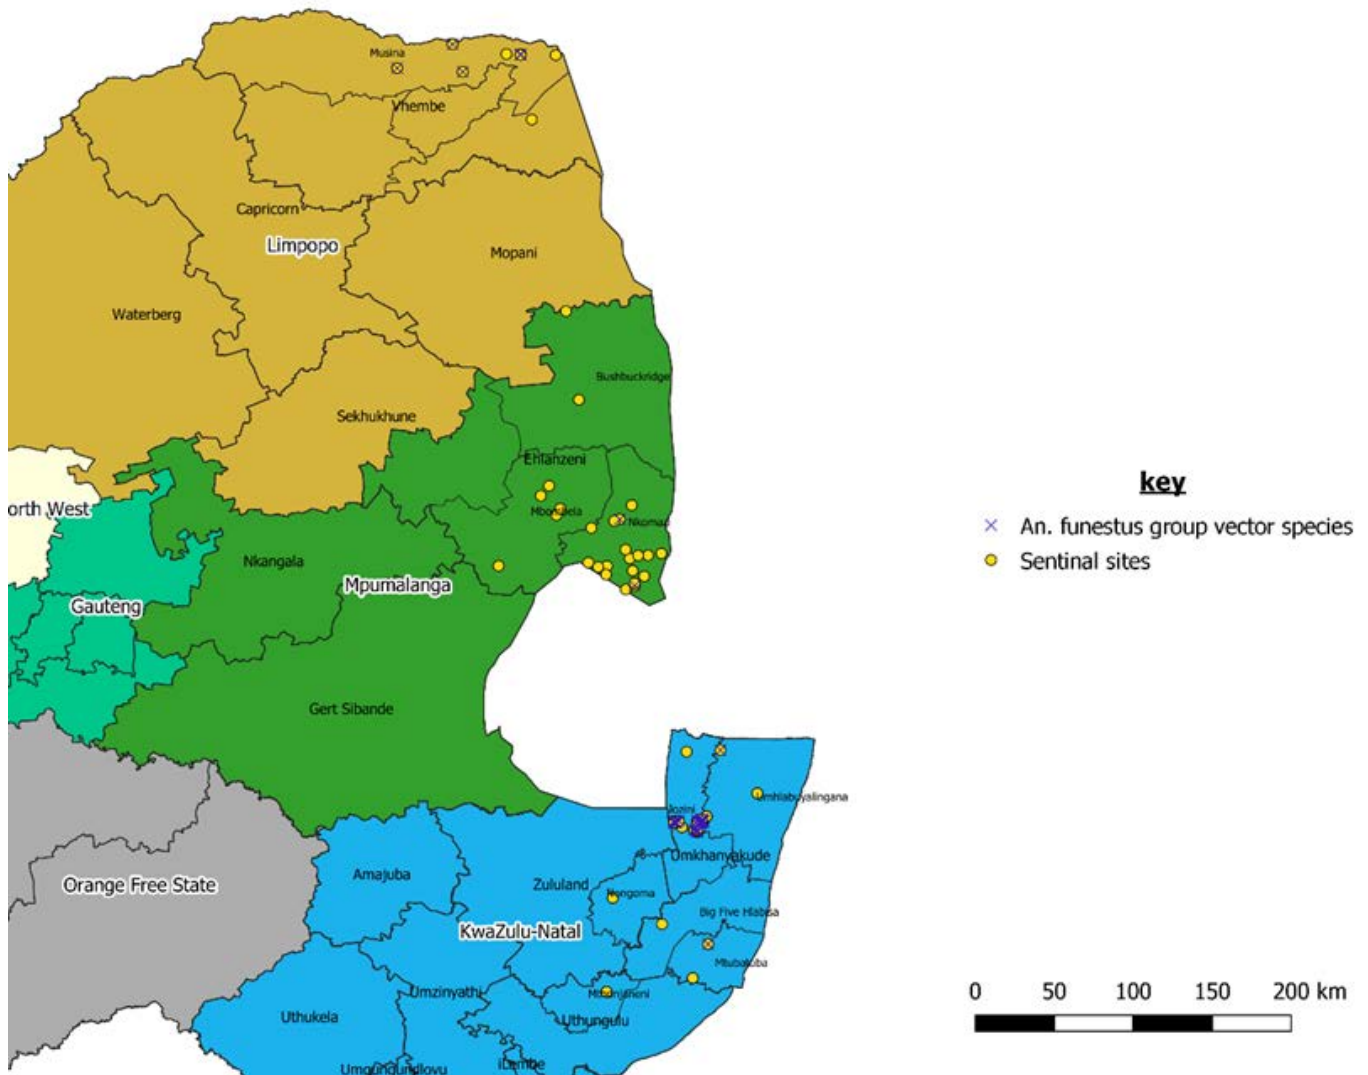 Musina
Vhembe
Capricorn
Limpopo
Mopani
Waterberg
Bushbuckridge
Sekhukhune
Ehlanzeni
key
orth West
Mbombela
Nkomazi
An. funestus group vector species
Nkangala
Sentinal sites
Mpumalanga
Gauteng
Gert Sibande
Umhlabuyalingana
Jozini
Umkhanyakude
Amajuba
Orange Free State
Zululand
Nongoma
Big Five Hlabisa
KwaZulu-Natal
Mtubatuba
Umzinyathi
0 50 100 150 200 km
Uthukela
Uthungulu
iLembe
Umgungundlovu